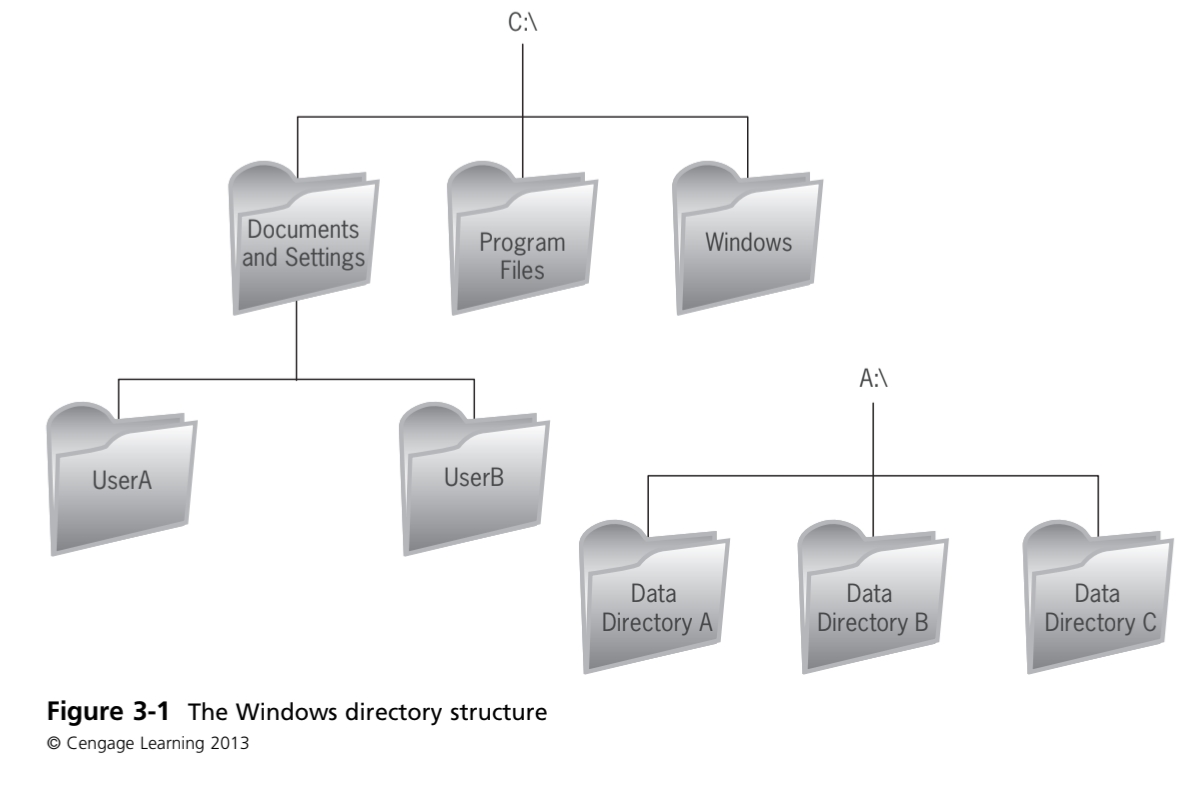 C:\
Documents
and Settings
Program
Files
Windows
UserA
UserB
A:\
Data
Directory A
Data
Directory B
Data
Directory C
Figure 3-1 The Windows directory structure
© Cengage Learning 2013